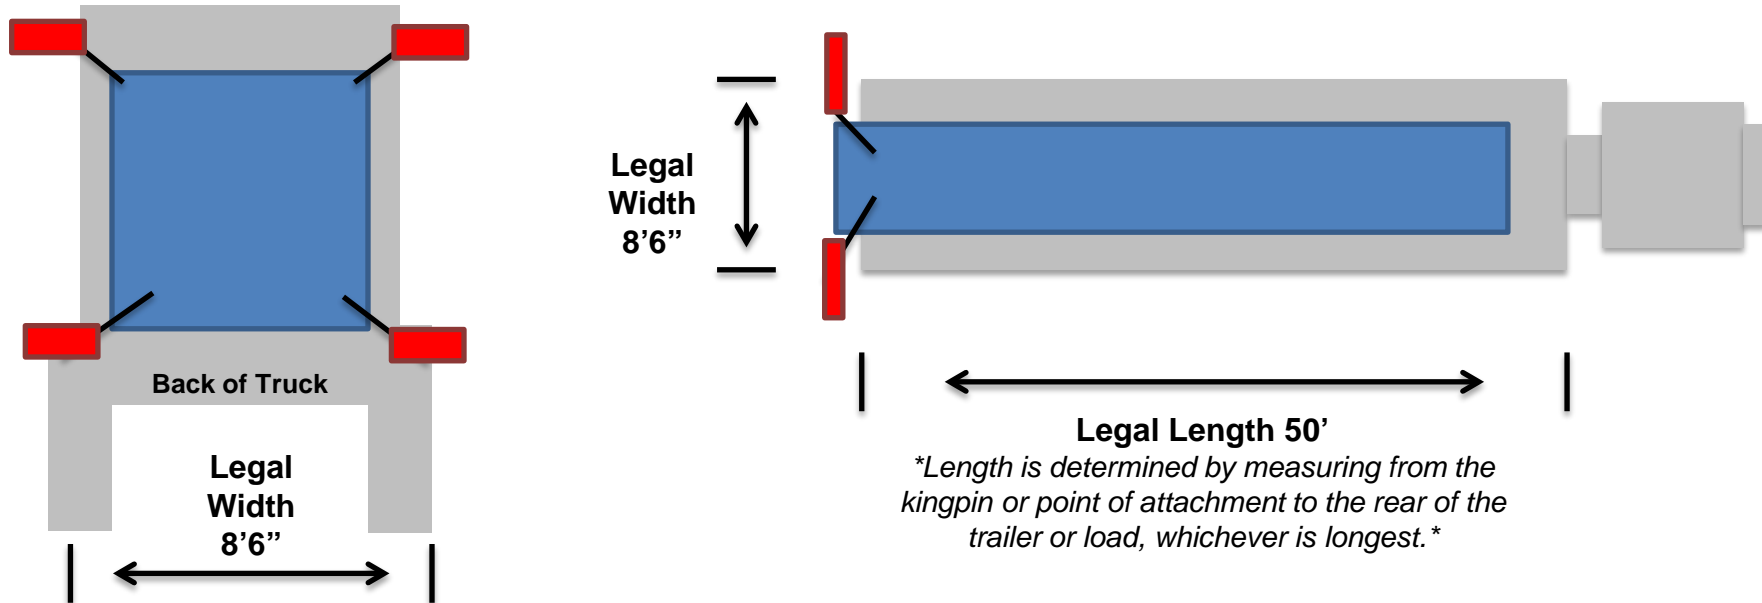 Back of Truck
Legal
Width
8’6”
Legal
Width
8’6”
Legal Length 50’
*Length is determined by measuring from the
kingpin or point of attachment to the rear of the
trailer or load, whichever is longest.*